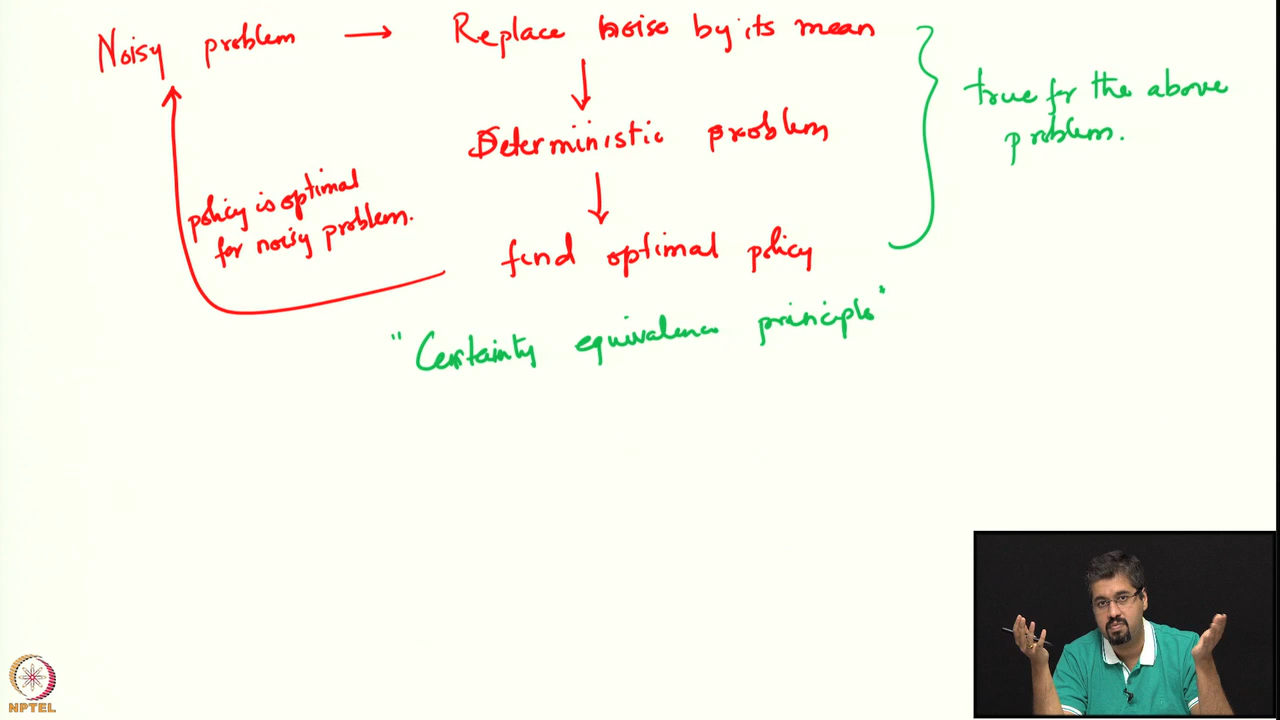 Noisy problem → Replace noise by its mean
Deterministic problem
find optimal policy
policy is optimal
for noisy problem.
true for the above
problem.
"Certainty equivalence principle"
NPTEL